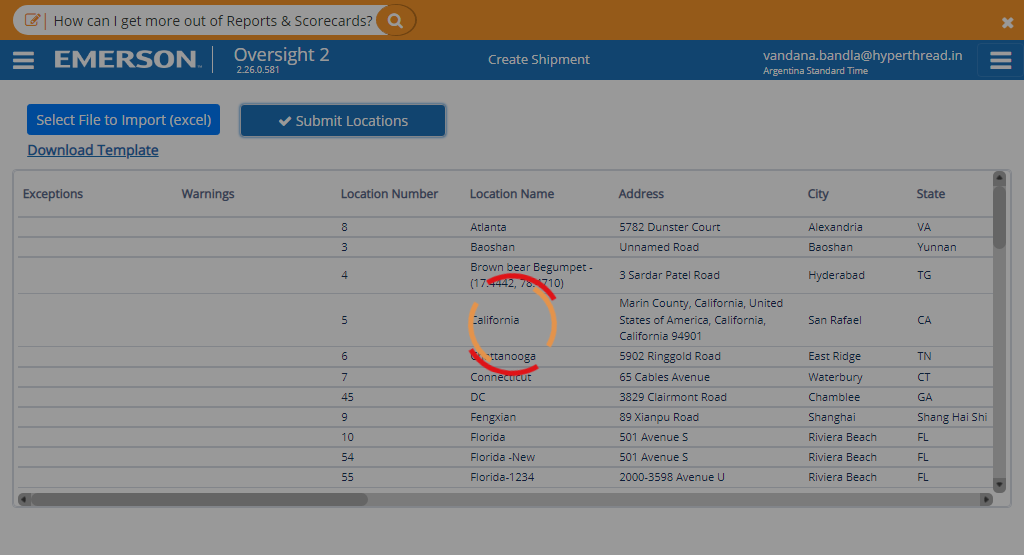 How can I get more out of Reports & Scorecards?
EMERSON
Oversight 2
2.26.0.581
Create Shipment
vandana.bandla@hyperthread.in
Argentina Standard Time
Select File to Import (excel)
Submit Locations
Download Template
Exceptions Warnings Location Number Location Name Address City State
8 Atlanta 5782 Dunster Court Alexandria VA
3 Baoshan Unnamed Road Baoshan Yunnan
4 Brown bear Begumpet - (17.4442, 78.4710) 3 Sardar Patel Road Hyderabad TG
5 California Marin County, California, United
States of America, California,
California 94901 San Rafael CA
6 Chattanooga 5902 Ringgold Road East Ridge TN
7 Connecticut 65 Cables Avenue Waterbury CT
45 DC 3829 Clairmont Road Chamblee GA
9 Fengxian 89 Xianpu Road Shanghai Shang Hai Shi
10 Florida 501 Avenue S Riviera Beach FL
54 Florida -New 501 Avenue S Riviera Beach FL
55 Florida-1234 2000-3598 Avenue U Riviera Beach FL